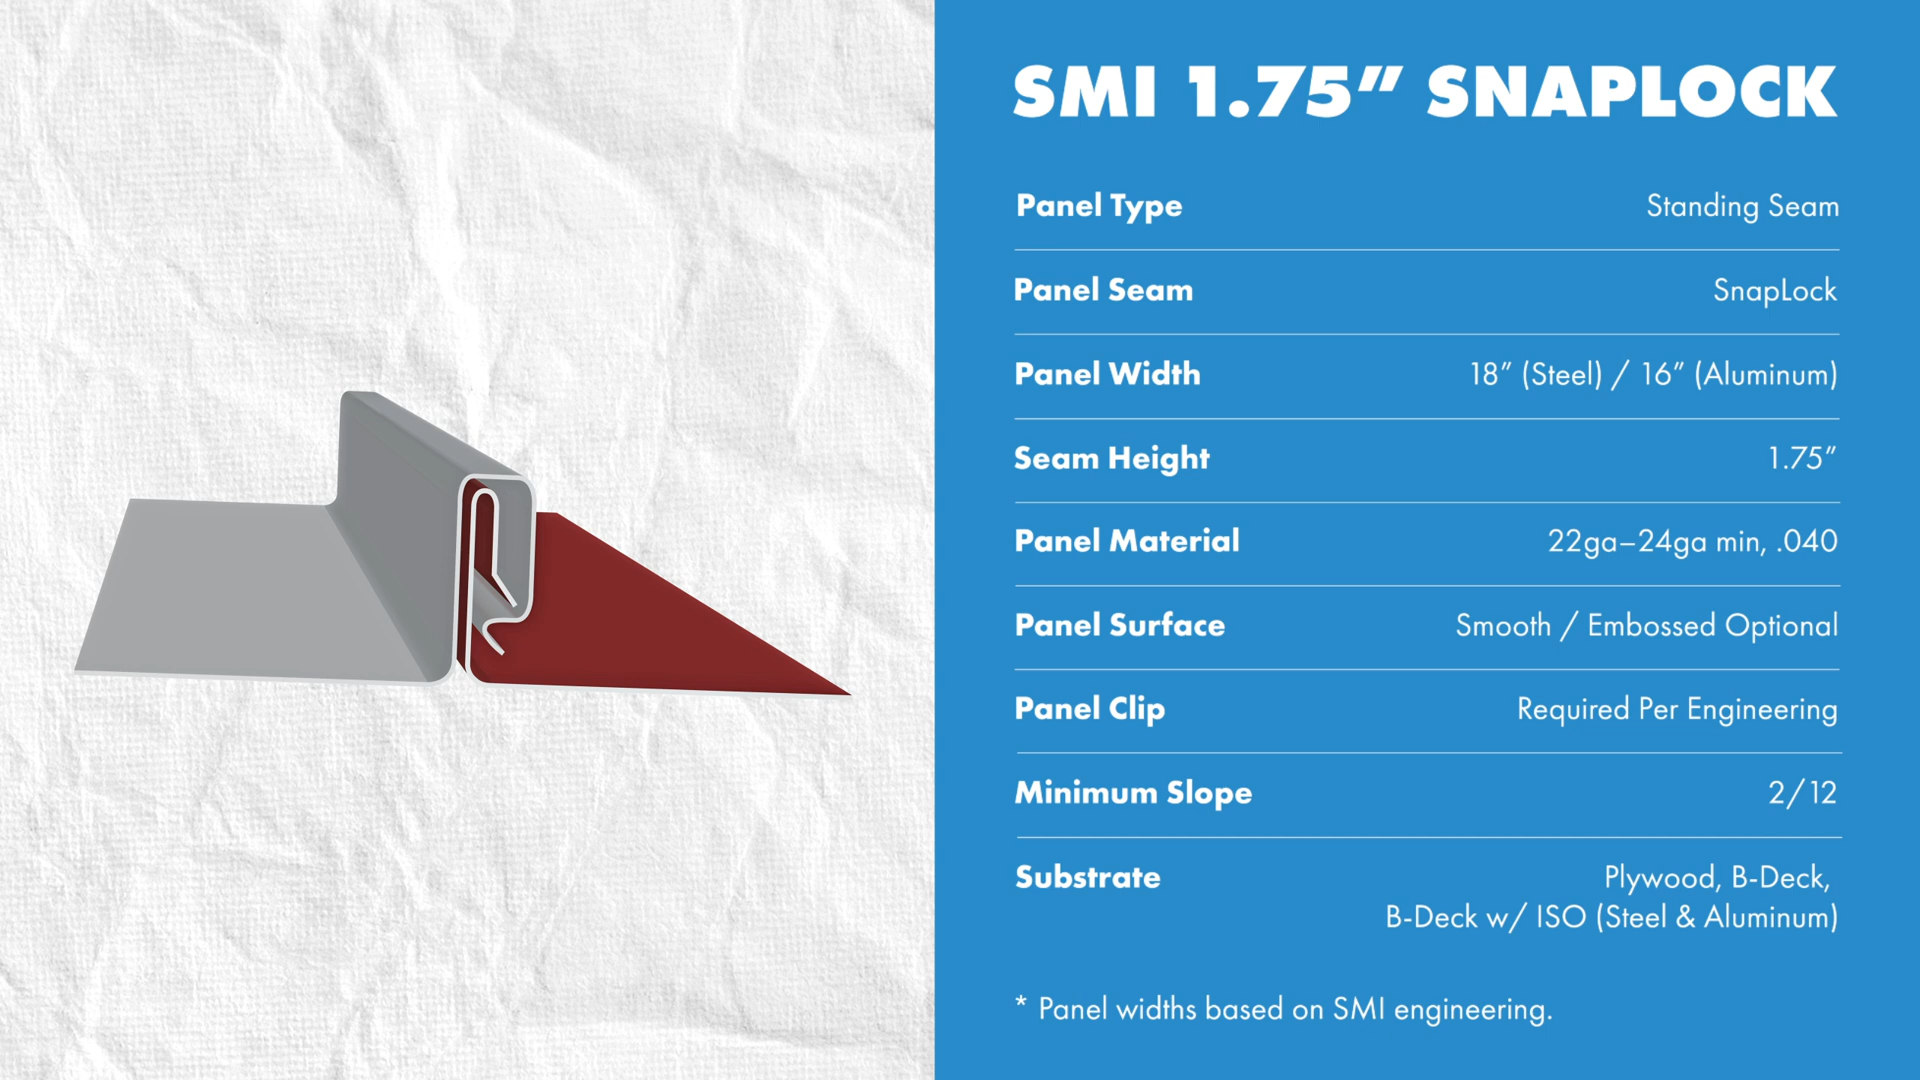 SMI 1.75” SNAPLOCK
Panel Type Standing Seam
Panel Seam SnapLock
Panel Width 18” (Steel) / 16” (Aluminum)
Seam Height 1.75”
Panel Material 22ga–24ga min, .040
Panel Surface Smooth / Embossed Optional
Panel Clip Required Per Engineering
Minimum Slope 2/12
Substrate Plywood, B-Deck,
B-Deck w/ ISO (Steel & Aluminum)
* Panel widths based on SMI engineering.